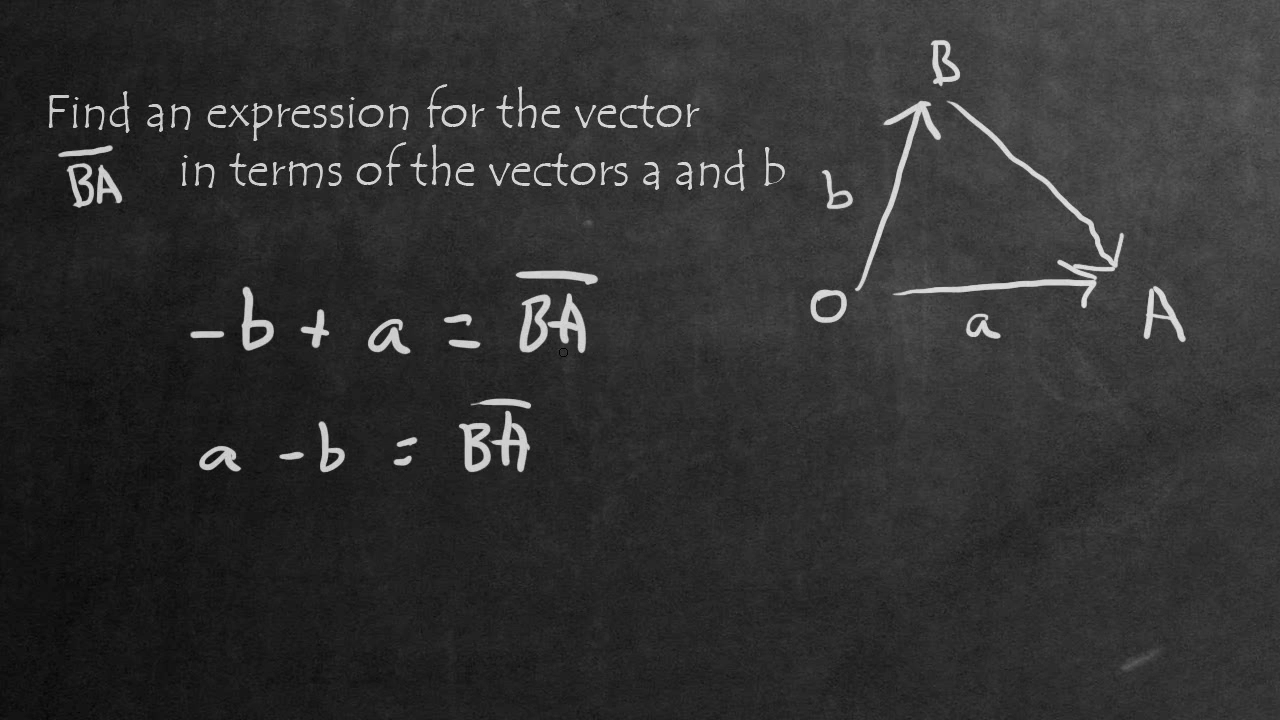 Find an expression for the vector
BA in terms of the vectors a and b
-b + a = BA
a - b = BA
B
b
O
a
A